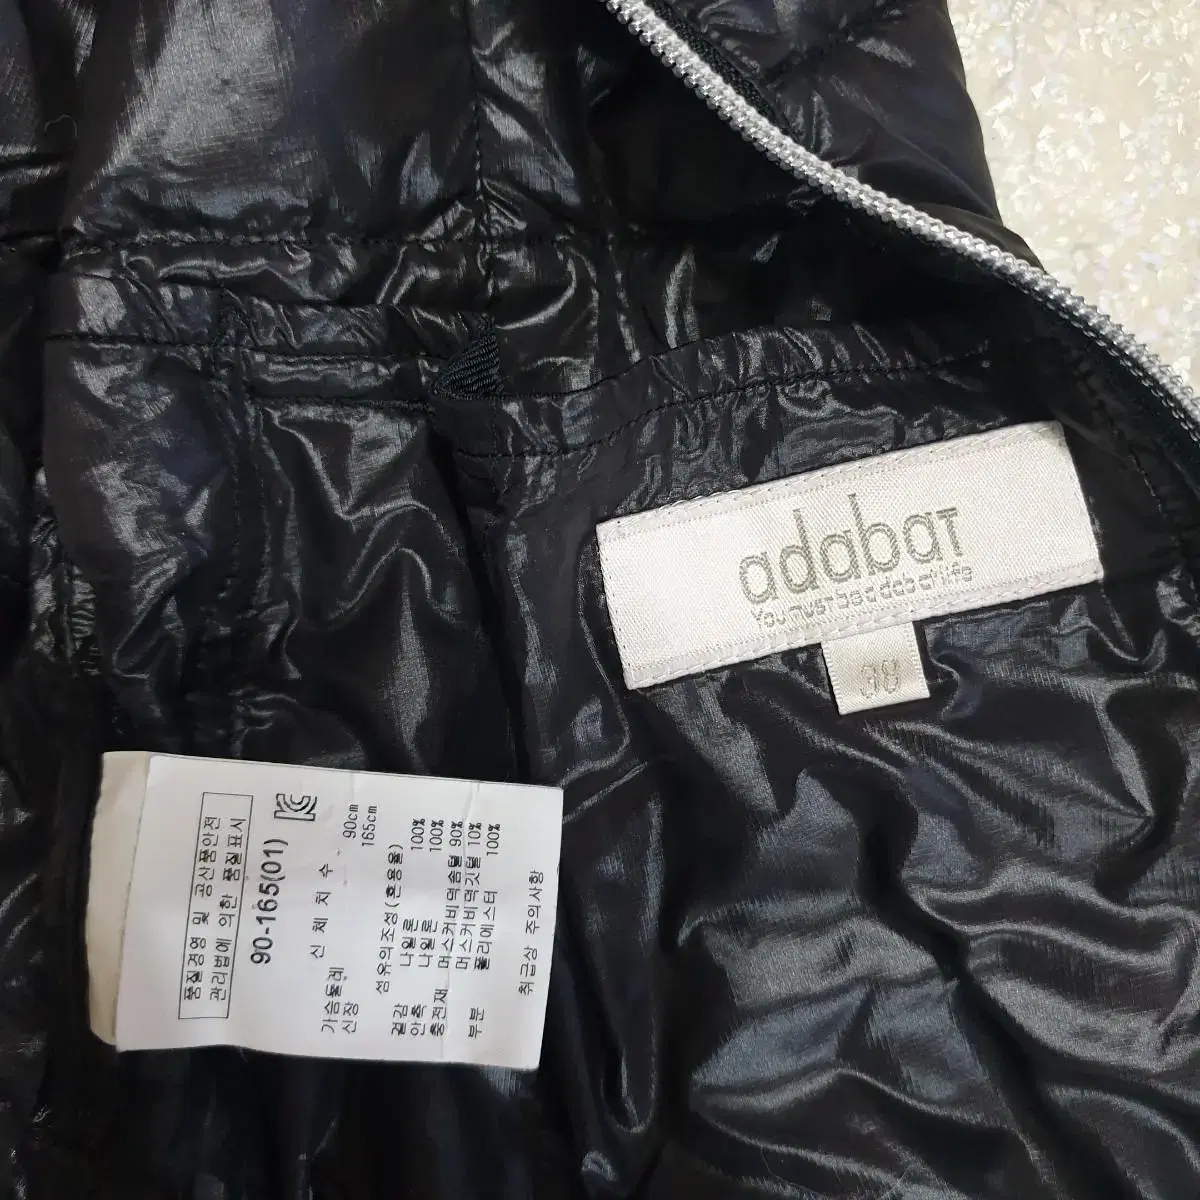 adabaT
You must be a dab at life
38
품질경영 및 공산품안전
관리법에 의한 품질표시
90-165(01)
신 체 치 수
가슴둘레 90cm
신장 165cm
섬유의조성(혼용율)
겉감 나일론 100%
안측 나일론 100%
충전재 머스커비덕솜털 90%
머스커비덕깃털 10%
부분 폴리에스터 100%
취급상 주의사항